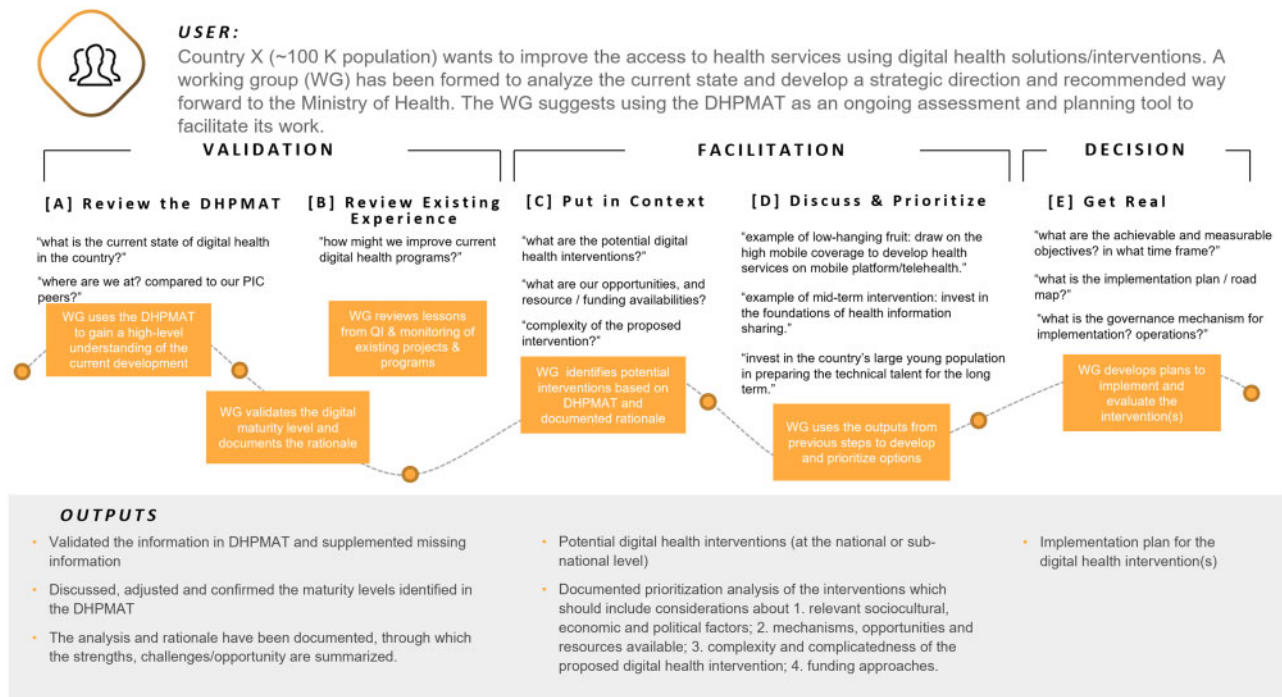 USER:
Country X (~100 K population) wants to improve the access to health services using digital health solutions/interventions. A
working group (WG) has been formed to analyze the current state and develop a strategic direction and recommended way
forward to the Ministry of Health. The WG suggests using the DHPMAT as an ongoing assessment and planning tool to
facilitate its work.
VALIDATION
[A] Review the DHPMAT
"what is the current state of digital health
in the country?"
"where are we at? compared to our PIC
peers?"
WG uses the DHPMAT
to gain a high-level
understanding of the
current development
WG validates the digital
maturity level and
documents the rationale
[B] Review Existing
Experience
"how might we improve current
digital health programs?"
WG reviews lessons
from QI & monitoring of
existing projects &
programs
FACILITATION
[C] Put in Context
"what are the potential digital
health interventions?"
"what are our opportunities, and
resource / funding availabilities?
"complexity of the proposed
intervention?"
WG identifies potential
interventions based on
DHPMAT and
documented rationale
[D] Discuss & Prioritize
"example of low-hanging fruit: draw on the
high mobile coverage to develop health
services on mobile platform/telehealth."
"example of mid-term intervention: invest in
the foundations of health information
sharing."
"invest in the country's large young population
in preparing the technical talent for the long
term."
WG uses the outputs from
previous steps to develop
and prioritize options
DECISION
[E] Get Real
"what are the achievable and measurable
objectives? in what time frame?"
"what is the implementation plan / road
map?"
"what is the governance mechanism for
implementation? operations?"
WG develops plans to
implement and
evaluate the
intervention(s)
OUTPUTS
• Validated the information in DHPMAT and supplemented missing
information
• Discussed, adjusted and confirmed the maturity levels identified in
the DHPMAT
• The analysis and rationale have been documented, through which
the strengths, challenges/opportunity are summarized.
• Potential digital health interventions (at the national or sub-
national level)
• Documented prioritization analysis of the interventions which
should include considerations about 1. relevant sociocultural,
economic and political factors; 2. mechanisms, opportunities and
resources available; 3. complexity and complicatedness of the
proposed digital health intervention; 4. funding approaches.
• Implementation plan for the
digital health intervention(s)